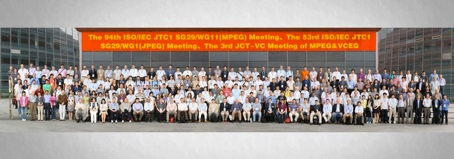 The 94th ISO/IEC JTC1 SG29/WG11(MPEG) Meeting、The 53rd ISO/IEC JTC1
SG29/WG1(JPEG) Meeting、The 3rd JCT-VC Meeting of MPEG&VCEG